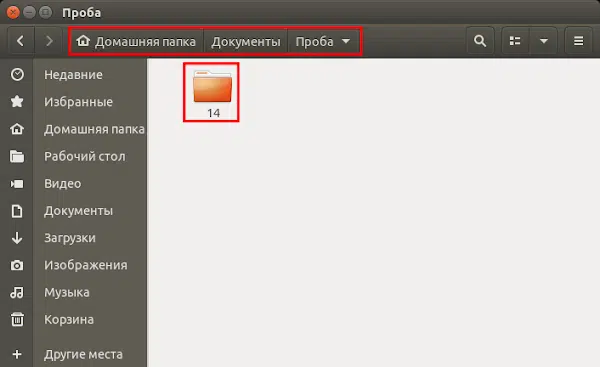 Проба
Домашняя папка Документы Проба
14
Недавние
Избранные
Домашняя папка
Рабочий стол
Видео
Документы
Загрузки
Изображения
Музыка
Корзина
Другие места